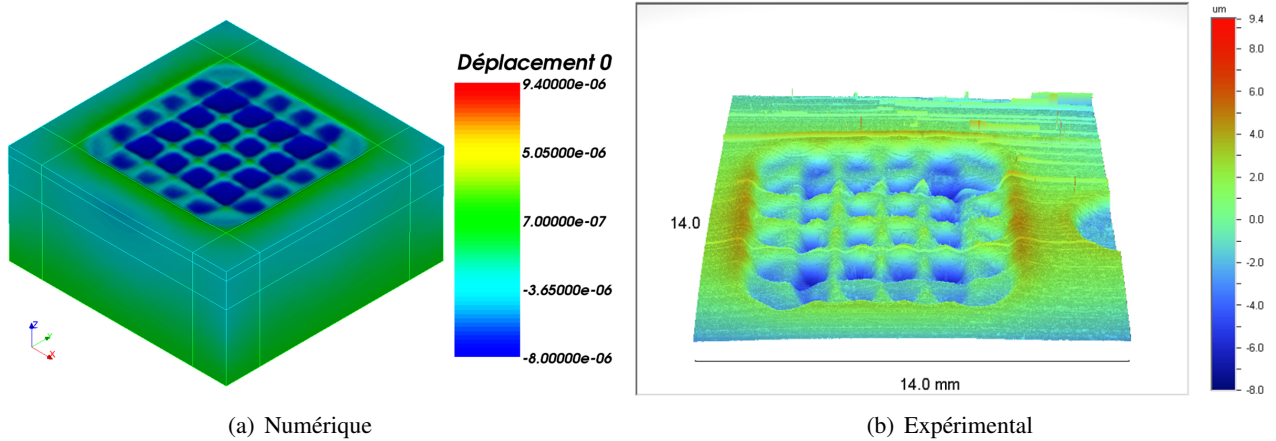 Déplacement 0
9.40000e-06
5.05000e-06
7.00000e-07
-3.65000e-06
-8.00000e-06
Z
Y
X
(a) Numérique
um
9.4
8.0
6.0
4.0
2.0
0.0
-2.0
-4.0
-6.0
-8.0
14.0
14.0 mm
(b) Expérimental